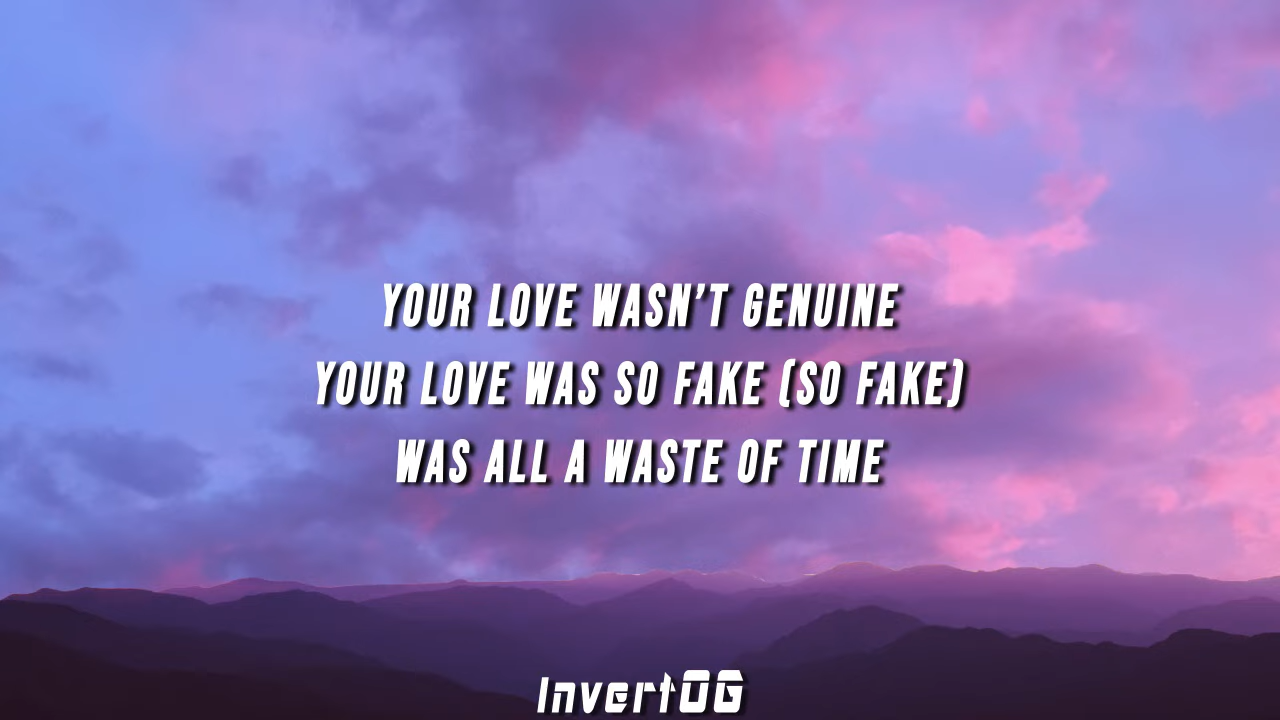 YOUR LOVE WASN'T GENUINE
YOUR LOVE WAS SO FAKE (SO FAKE)
WAS ALL A WASTE OF TIME
InvertOG